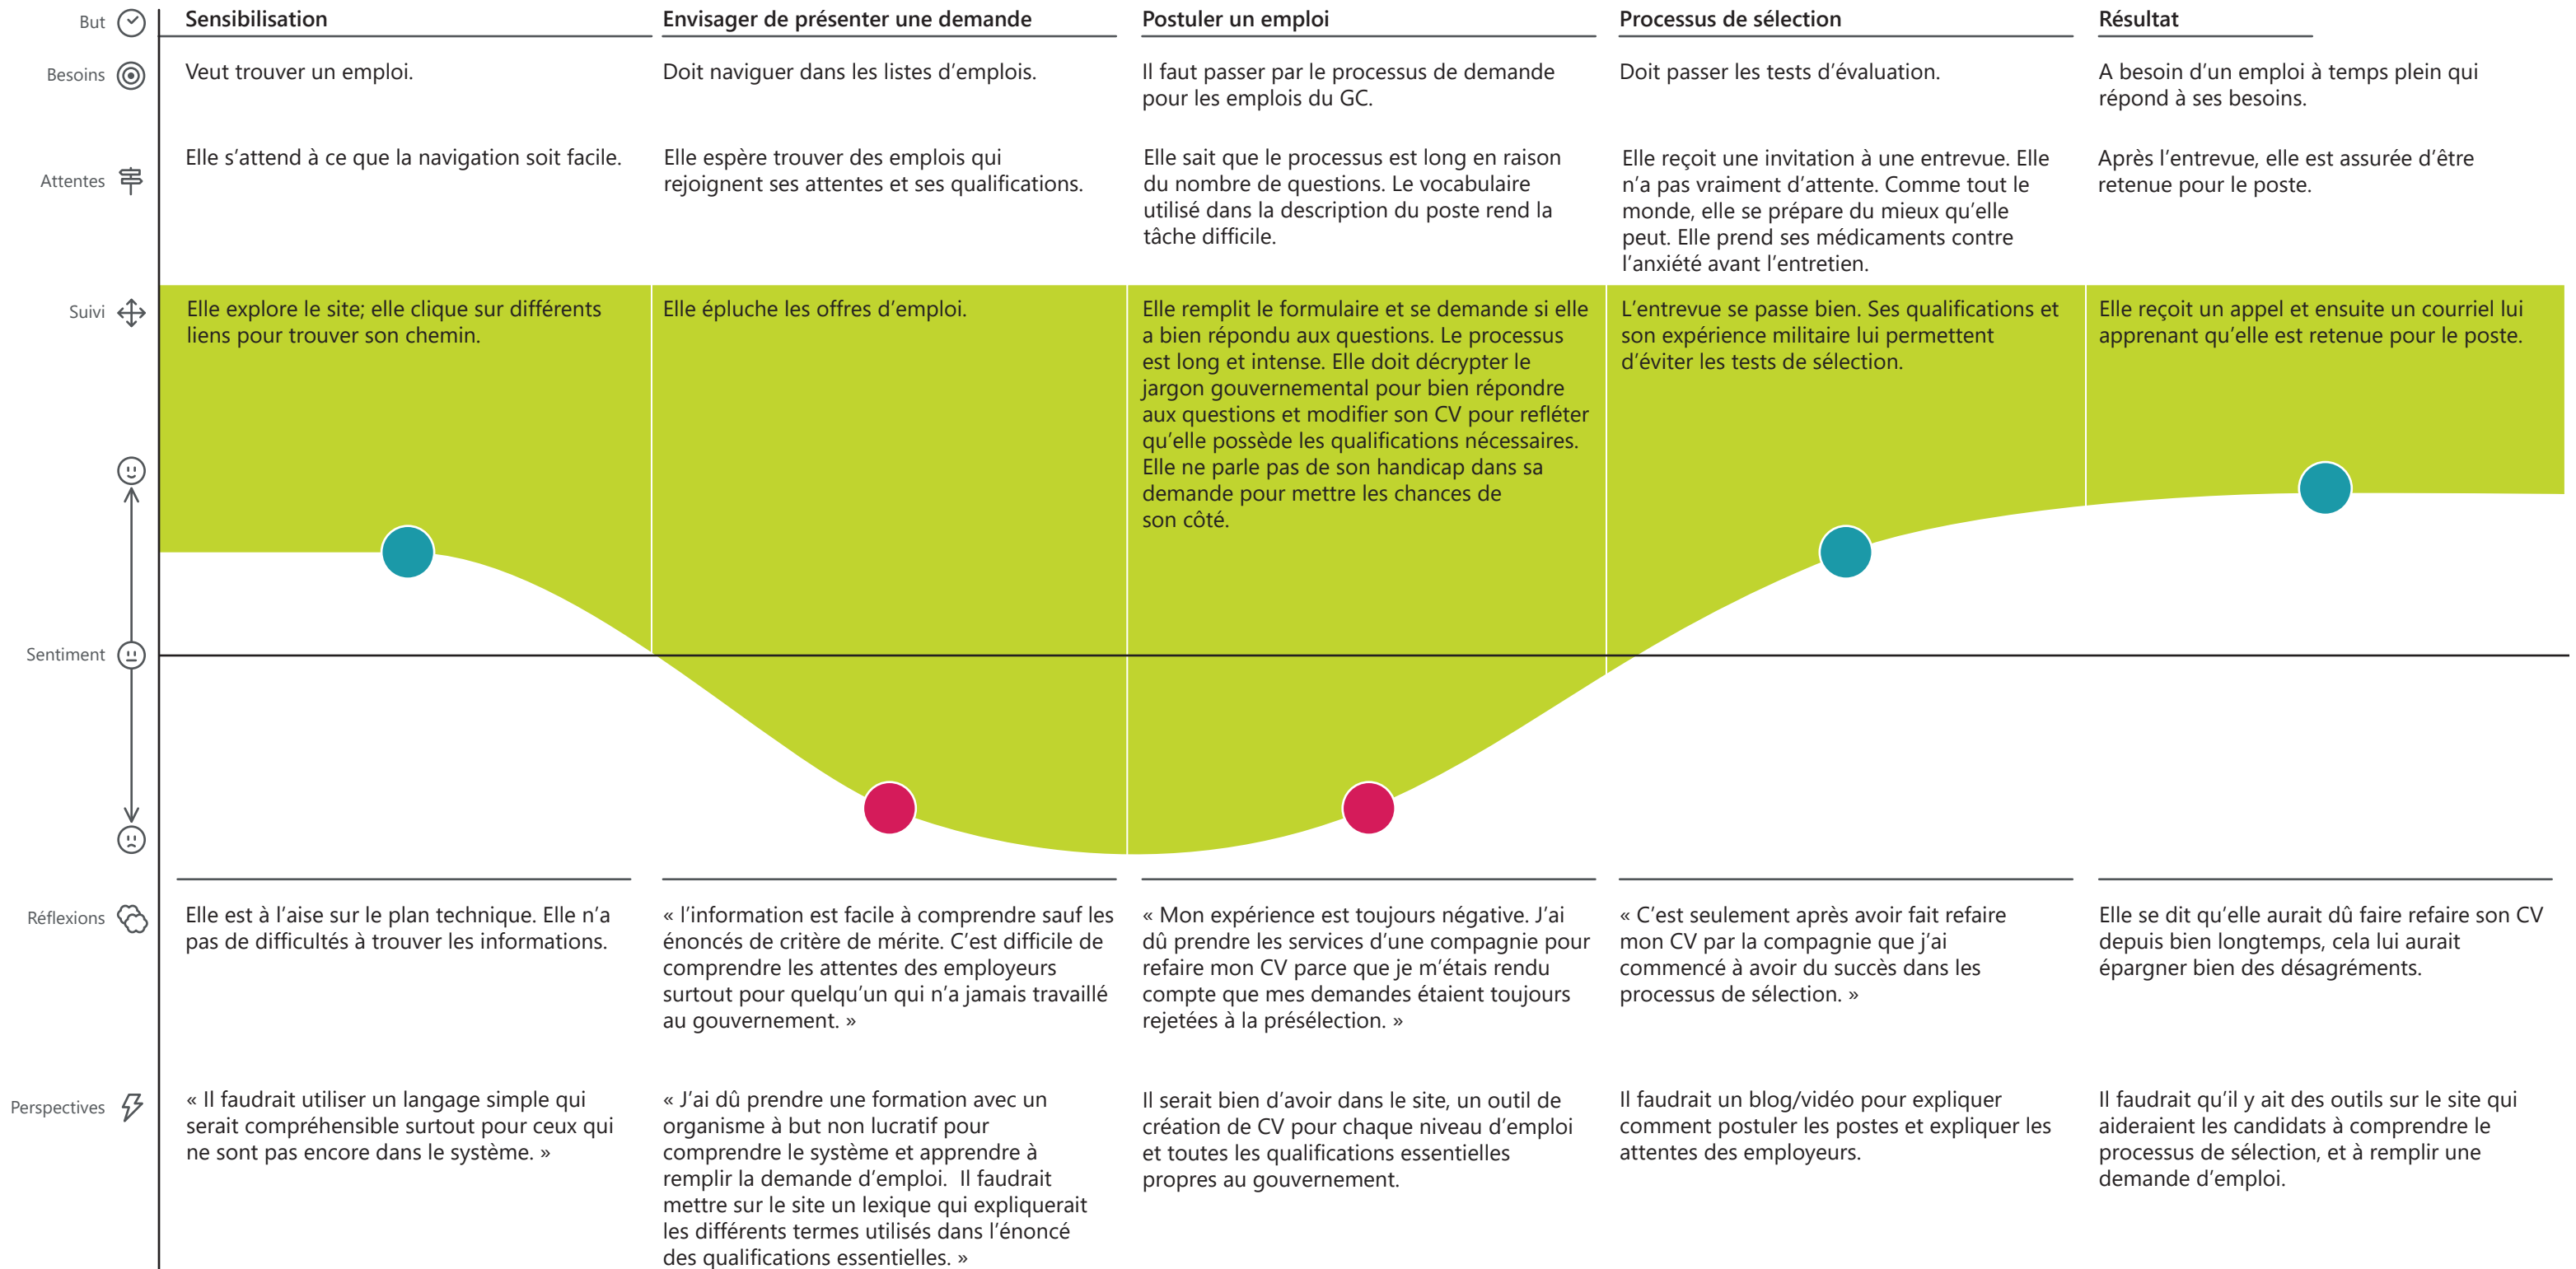 But
Sensibilisation
Envisager de présenter une demande
Postuler un emploi
Processus de sélection
Résultat
Besoins
Veut trouver un emploi.
Doit naviguer dans les listes d’emplois.
Il faut passer par le processus de demande
pour les emplois du GC.
Doit passer les tests d’évaluation.
A besoin d’un emploi à temps plein qui
répond à ses besoins.
Attentes
Elle s’attend à ce que la navigation soit facile.
Elle espère trouver des emplois qui
rejoignent ses attentes et ses qualifications.
Elle sait que le processus est long en raison
du nombre de questions. Le vocabulaire
utilisé dans la description du poste rend la
tâche difficile.
Elle reçoit une invitation à une entrevue. Elle
n’a pas vraiment d’attente. Comme tout le
monde, elle se prépare du mieux qu’elle
peut. Elle prend ses médicaments contre
l’anxiété avant l’entretien.
Après l’entrevue, elle est assurée d’être
retenue pour le poste.
Suivi
Elle explore le site; elle clique sur différents
liens pour trouver son chemin.
Elle épluche les offres d’emploi.
Elle remplit le formulaire et se demande si elle
a bien répondu aux questions. Le processus
est long et intense. Elle doit décrypter le
jargon gouvernemental pour bien répondre
aux questions et modifier son CV pour refléter
qu’elle possède les qualifications nécessaires.
Elle ne parle pas de son handicap dans sa
demande pour mettre les chances de
son côté.
L’entrevue se passe bien. Ses qualifications et
son expérience militaire lui permettent
d’éviter les tests de sélection.
Elle reçoit un appel et ensuite un courriel lui
apprenant qu’elle est retenue pour le poste.
Sentiment
Réflexions
Elle est à l’aise sur le plan technique. Elle n’a
pas de difficultés à trouver les informations.
« l’information est facile à comprendre sauf les
énoncés de critère de mérite. C’est difficile de
comprendre les attentes des employeurs
surtout pour quelqu’un qui n’a jamais travaillé
au gouvernement. »
« Mon expérience est toujours négative. J’ai
dû prendre les services d’une compagnie pour
refaire mon CV parce que je m’étais rendu
compte que mes demandes étaient toujours
rejetées à la présélection. »
« C’est seulement après avoir fait refaire
mon CV par la compagnie que j’ai
commencé à avoir du succès dans les
processus de sélection. »
Elle se dit qu’elle aurait dû faire refaire son CV
depuis bien longtemps, cela lui aurait
épargner bien des désagréments.
Perspectives
« Il faudrait utiliser un langage simple qui
serait compréhensible surtout pour ceux qui
ne sont pas encore dans le système. »
« J’ai dû prendre une formation avec un
organisme à but non lucratif pour
comprendre le système et apprendre à
remplir la demande d’emploi. Il faudrait
mettre sur le site un lexique qui expliquerait
les différents termes utilisés dans l’énoncé
des qualifications essentielles. »
Il serait bien d’avoir dans le site, un outil de
création de CV pour chaque niveau d’emploi
et toutes les qualifications essentielles
propres au gouvernement.
Il faudrait un blog/vidéo pour expliquer
comment postuler les postes et expliquer les
attentes des employeurs.
Il faudrait qu’il y ait des outils sur le site qui
aideraient les candidats à comprendre le
processus de sélection, et à remplir une
demande d’emploi.